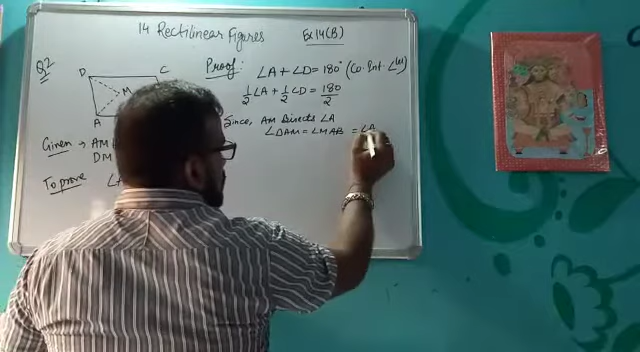 14 Rectilinear Figures Ex 14(B)
Q2
D C
M
A
Given → AM
DM
To prove ∠
Proof:
∠A + ∠D = 180° (Co. Int. ∠les)
1/2 ∠A + 1/2 ∠D = 180/2
Since, AM bisects ∠A
∠DAM = ∠MAB = ∠A